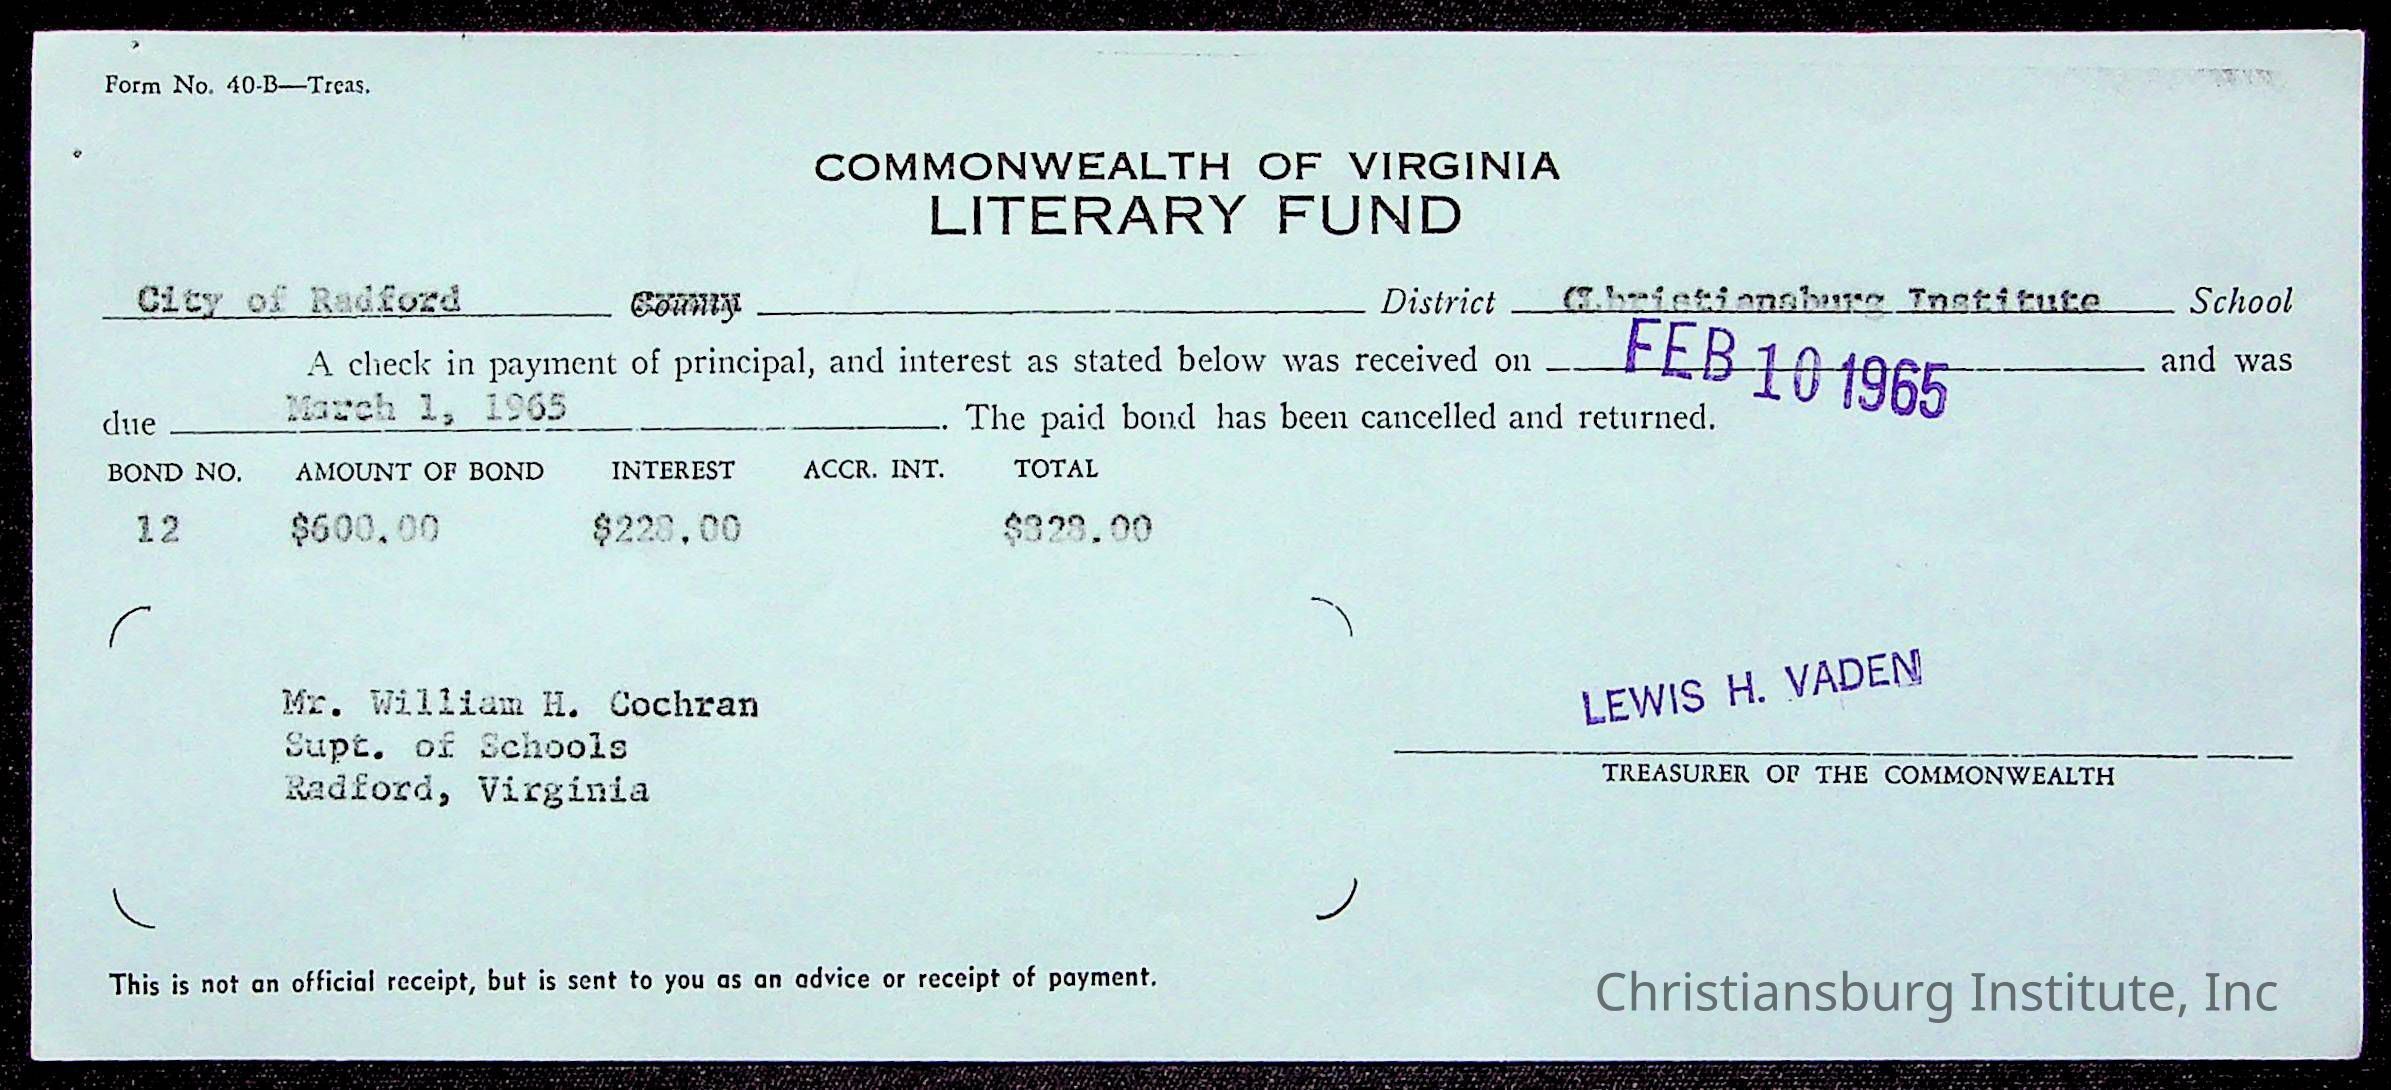 Form No. 40-B—Treas.
COMMONWEALTH OF VIRGINIA
LITERARY FUND
City of Radford County District Christiansburg Institute School
A check in payment of principal, and interest as stated below was received on FEB 10 1965 and was
due March 1, 1965. The paid bond has been cancelled and returned.
BOND NO. AMOUNT OF BOND INTEREST ACCR. INT. TOTAL
12 $600.00 $228.00 $828.00
Mr. William H. Cochran
Supt. of Schools
Radford, Virginia
LEWIS H. VADEN
TREASURER OF THE COMMONWEALTH
This is not an official receipt, but is sent to you as an advice or receipt of payment.
Christiansburg Institute, Inc